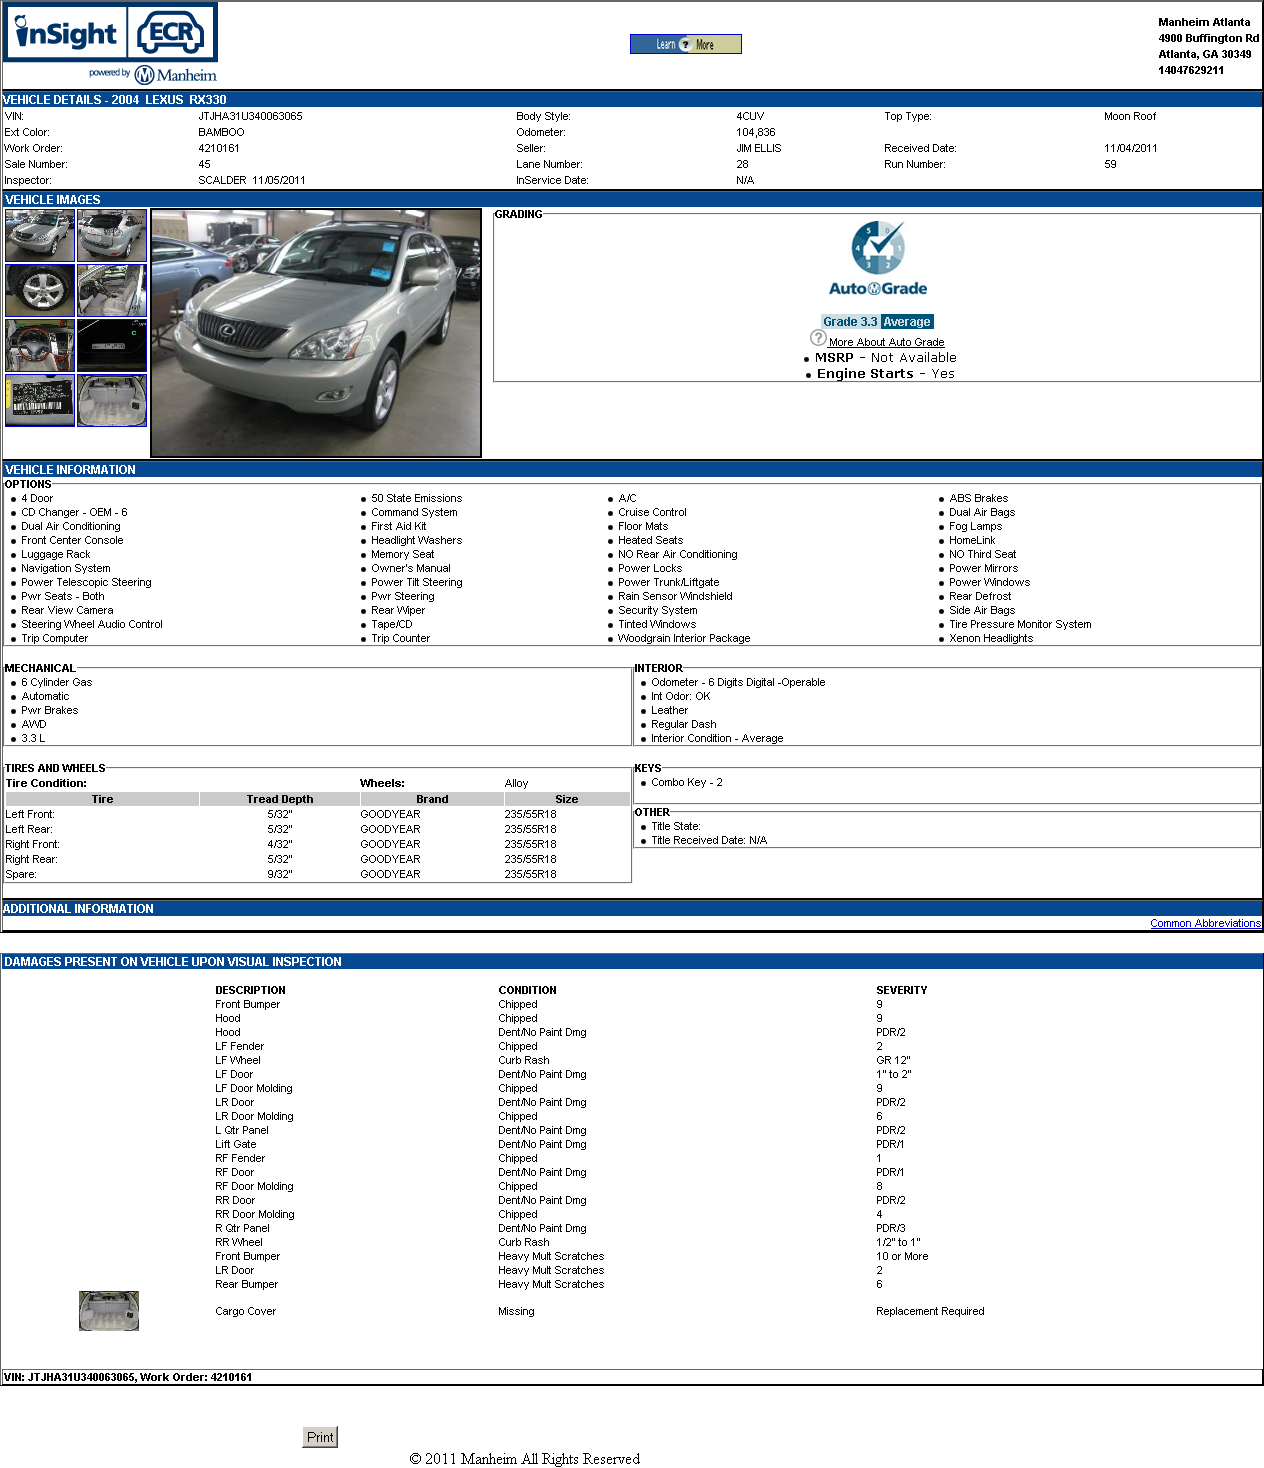 inSight ECR
powered by Manheim
Learn ? More
Manheim Atlanta
4900 Buffington Rd
Atlanta, GA 30349
14047629211
VEHICLE DETAILS - 2004 LEXUS RX330
VIN: JTJHA31U340063065 Body Style: 4CUV Top Type: Moon Roof
Ext Color: BAMBOO Odometer: 104,836
Work Order: 4210161 Seller: JIM ELLIS Received Date: 11/04/2011
Sale Number: 45 Lane Number: 28 Run Number: 59
Inspector: SCALDER 11/05/2011 InService Date: N/A
VEHICLE IMAGES
GRADING
5 4 3 2 1 0
AutoGrade
Grade 3.3 Average
? More About Auto Grade
MSRP - Not Available
Engine Starts - Yes
VEHICLE INFORMATION
OPTIONS
4 Door 50 State Emissions A/C ABS Brakes
CD Changer - OEM - 6 Command System Cruise Control Dual Air Bags
Dual Air Conditioning First Aid Kit Floor Mats Fog Lamps
Front Center Console Headlight Washers Heated Seats HomeLink
Luggage Rack Memory Seat NO Rear Air Conditioning NO Third Seat
Navigation System Owner's Manual Power Locks Power Mirrors
Power Telescopic Steering Power Tilt Steering Power Trunk/Liftgate Power Windows
Pwr Seats - Both Pwr Steering Rain Sensor Windshield Rear Defrost
Rear View Camera Rear Wiper Security System Side Air Bags
Steering Wheel Audio Control Tape/CD Tinted Windows Tire Pressure Monitor System
Trip Computer Trip Counter Woodgrain Interior Package Xenon Headlights
MECHANICAL
6 Cylinder Gas
Automatic
Pwr Brakes
AWD
3.3 L
INTERIOR
Odometer - 6 Digits Digital -Operable
Int Odor: OK
Leather
Regular Dash
Interior Condition - Average
TIRES AND WHEELS
Tire Condition: Wheels: Alloy
Tire Tread Depth Brand Size
Left Front: 5/32" GOODYEAR 235/55R18
Left Rear: 5/32" GOODYEAR 235/55R18
Right Front: 4/32" GOODYEAR 235/55R18
Right Rear: 5/32" GOODYEAR 235/55R18
Spare: 9/32" GOODYEAR 235/55R18
KEYS
Combo Key - 2
OTHER
Title State:
Title Received Date: N/A
ADDITIONAL INFORMATION
Common Abbreviations
DAMAGES PRESENT ON VEHICLE UPON VISUAL INSPECTION
DESCRIPTION CONDITION SEVERITY
Front Bumper Chipped 9
Hood Chipped 9
Hood Dent/No Paint Dmg PDR/2
LF Fender Chipped 2
LF Wheel Curb Rash GR 12"
LF Door Dent/No Paint Dmg 1" to 2"
LF Door Molding Chipped 9
LR Door Dent/No Paint Dmg PDR/2
LR Door Molding Chipped 6
L Qtr Panel Dent/No Paint Dmg PDR/2
Lift Gate Dent/No Paint Dmg PDR/1
RF Fender Chipped 1
RF Door Dent/No Paint Dmg PDR/1
RF Door Molding Chipped 8
RR Door Dent/No Paint Dmg PDR/2
RR Door Molding Chipped 4
R Qtr Panel Dent/No Paint Dmg PDR/3
RR Wheel Curb Rash 1/2" to 1"
Front Bumper Heavy Mult Scratches 10 or More
LR Door Heavy Mult Scratches 2
Rear Bumper Heavy Mult Scratches 6
Cargo Cover Missing Replacement Required
VIN: JTJHA31U340063065, Work Order: 4210161
Print
© 2011 Manheim All Rights Reserved